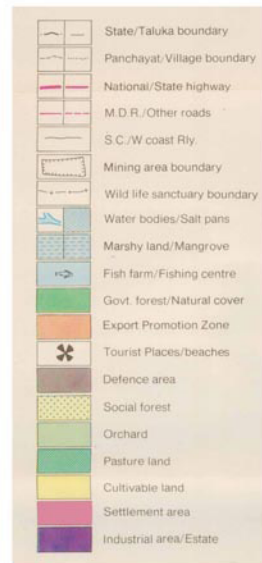 State/Taluka boundary
Panchayat/Village boundary
National/State highway
M.D.R./Other roads
S.C./W coast Rly.
Mining area boundary
Wild life sanctuary boundary
Water bodies/Salt pans
Marshy land/Mangrove
Fish farm/Fishing centre
Govt. forest/Natural cover
Export Promotion Zone
Tourist Places/beaches
Defence area
Social forest
Orchard
Pasture land
Cultivable land
Settlement area
Industrial area/Estate